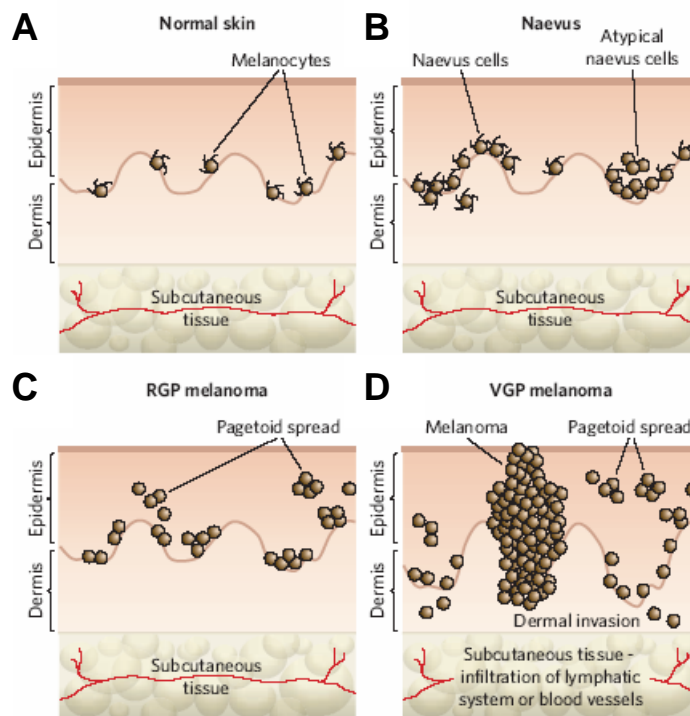 A
Normal skin
Melanocytes
Epidermis
Dermis
Subcutaneous
tissue
B
Naevus
Naevus cells
Atypical
naevus cells
Epidermis
Dermis
Subcutaneous
tissue
C
RGP melanoma
Pagetoid spread
Epidermis
Dermis
Subcutaneous
tissue
D
VGP melanoma
Melanoma
Pagetoid spread
Epidermis
Dermis
Dermal invasion
Subcutaneous tissue -
infiltration of lymphatic
system or blood vessels